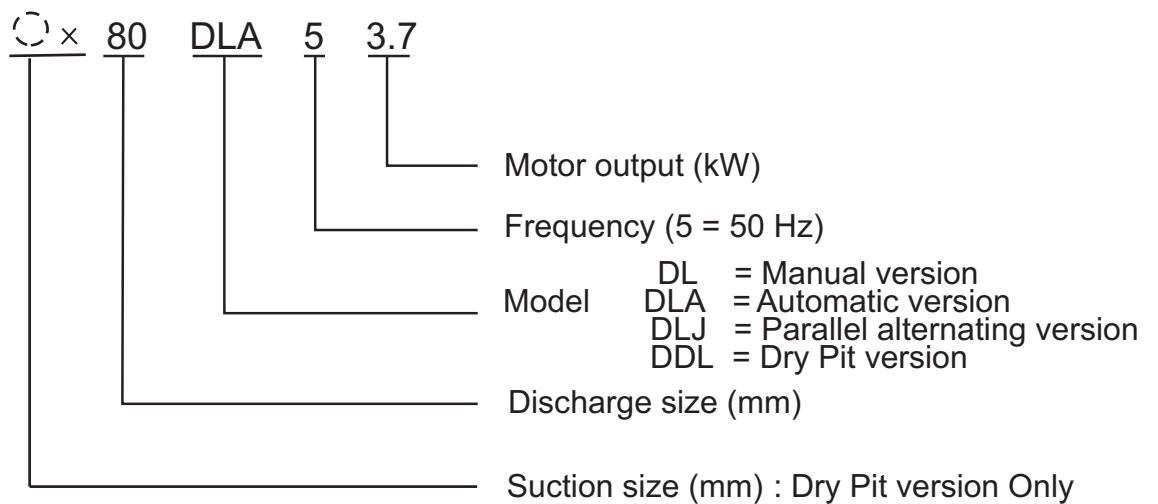 × 80 DLA 5 3.7
Motor output (kW)
Frequency (5 = 50 Hz)
DL = Manual version
Model DLA = Automatic version
DLJ = Parallel alternating version
DDL = Dry Pit version
Discharge size (mm)
Suction size (mm) : Dry Pit version Only